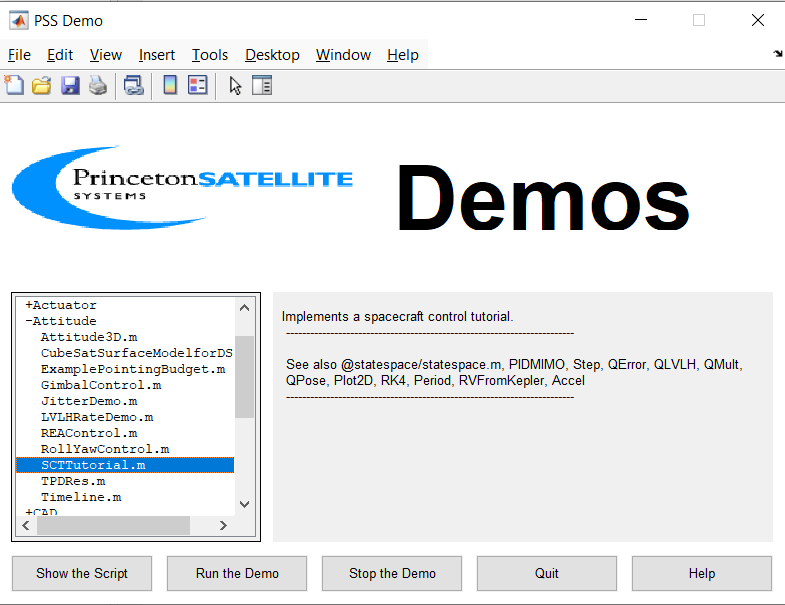 PSS Demo
File Edit View Insert Tools Desktop Window Help
PrincetonSATELLITE
SYSTEMS
Demos
+Actuator
-Attitude
Attitude3D.m
CubeSatSurfaceModelforDS
ExamplePointingBudget.m
GimbalControl.m
JitterDemo.m
LVLHRateDemo.m
REAControl.m
RollYawControl.m
SCTTutorial.m
TPDRes.m
Timeline.m
+CAD
Implements a spacecraft control tutorial.
------------------------------------------------------------------------
See also @statespace/statespace.m, PIDMIMO, Step, QError, QLVLH, QMult,
QPose, Plot2D, RK4, Period, RVFromKepler, Accel
------------------------------------------------------------------------
Show the Script Run the Demo Stop the Demo Quit Help